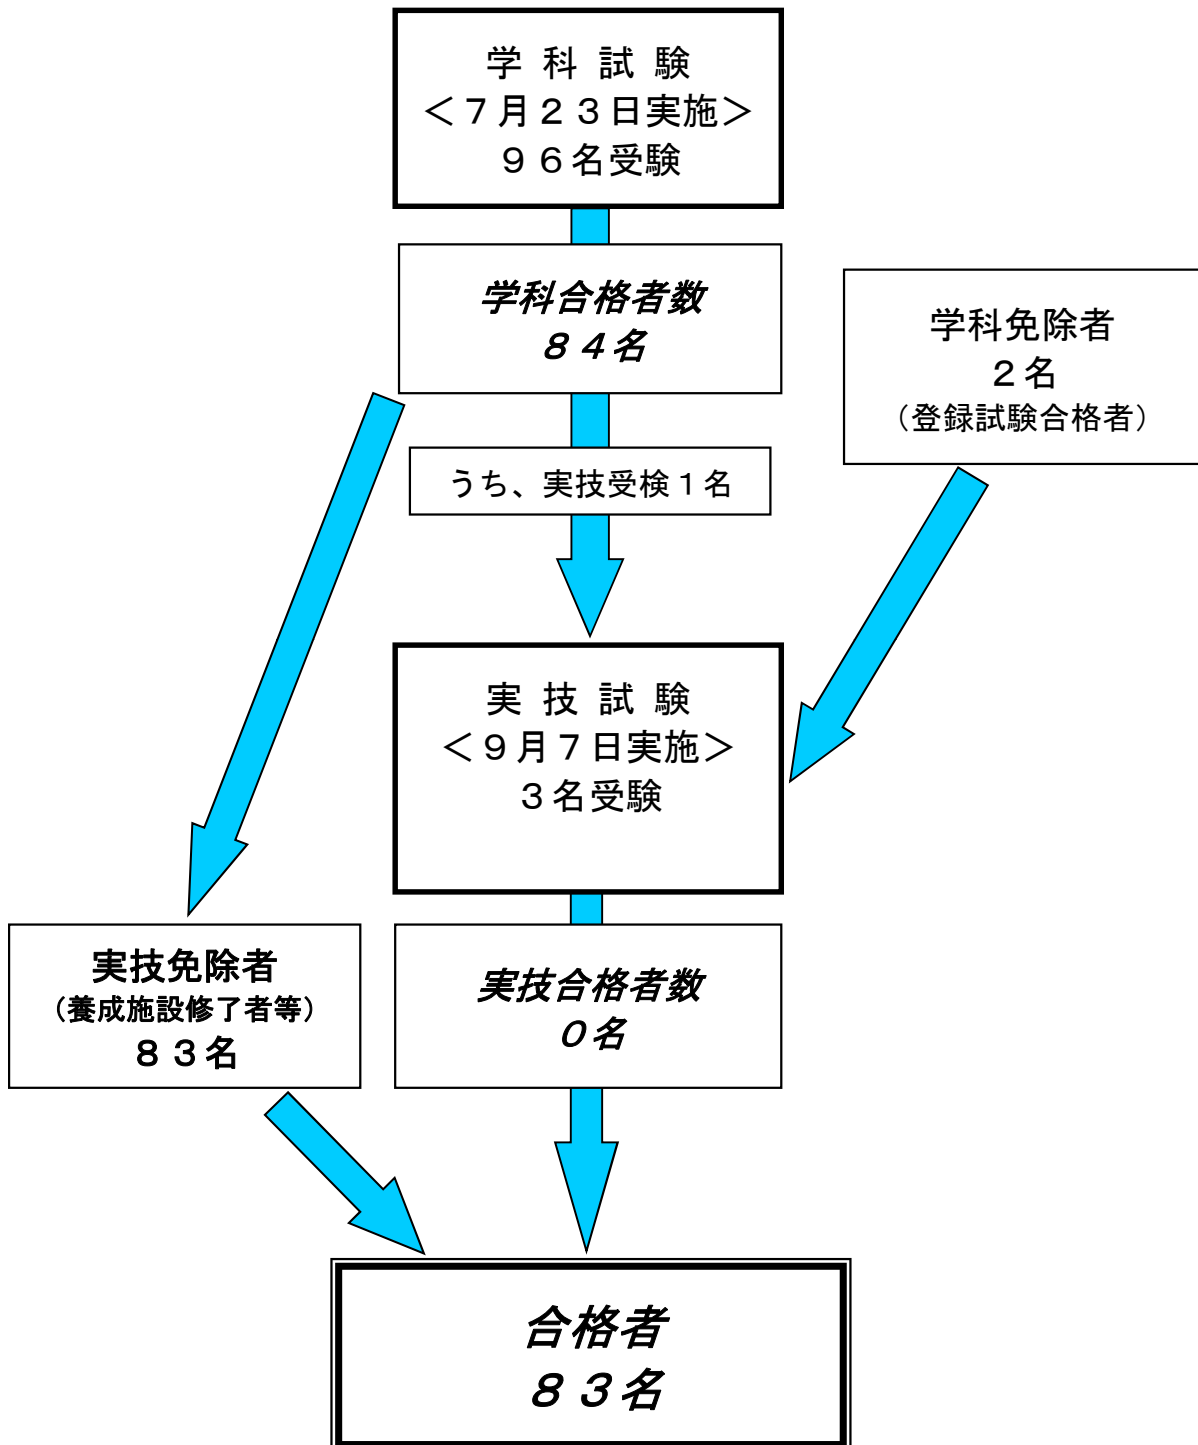 学 科 試 験
＜７月２３日実施＞
９６名受験
学科合格者数
８４名
学科免除者
２名
（登録試験合格者）
うち、実技受検１名
実 技 試 験
＜９月７日実施＞
３名受験
実技免除者
（養成施設修了者等）
８３名
実技合格者数
０名
合格者
８３名